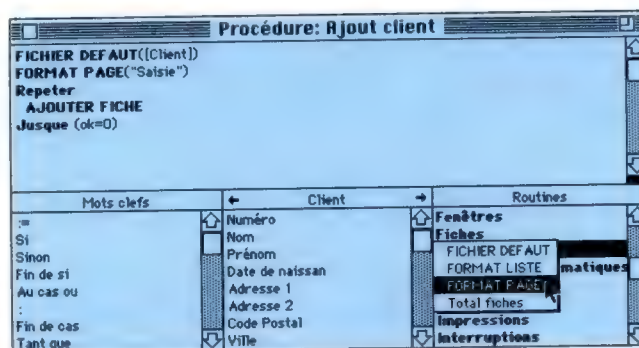 Procédure: Ajout client
FICHIER DEFAUT([Client])
FORMAT PAGE("Saisie")
Repeter
AJOUTER FICHE
Jusque (ok=0)
Mots clefs
:=
Si
Sinon
Fin de si
Au cas ou
:
Fin de cas
Tant que
← Client →
Numéro
Nom
Prénom
Date de naissan
Adresse 1
Adresse 2
Code Postal
Ville
Routines
Fenêtres
Fiches
FICHIER DEFAUT
FORMAT LISTE
matiques
FORMAT PAGE
Total fiches
Impressions
Interruptions